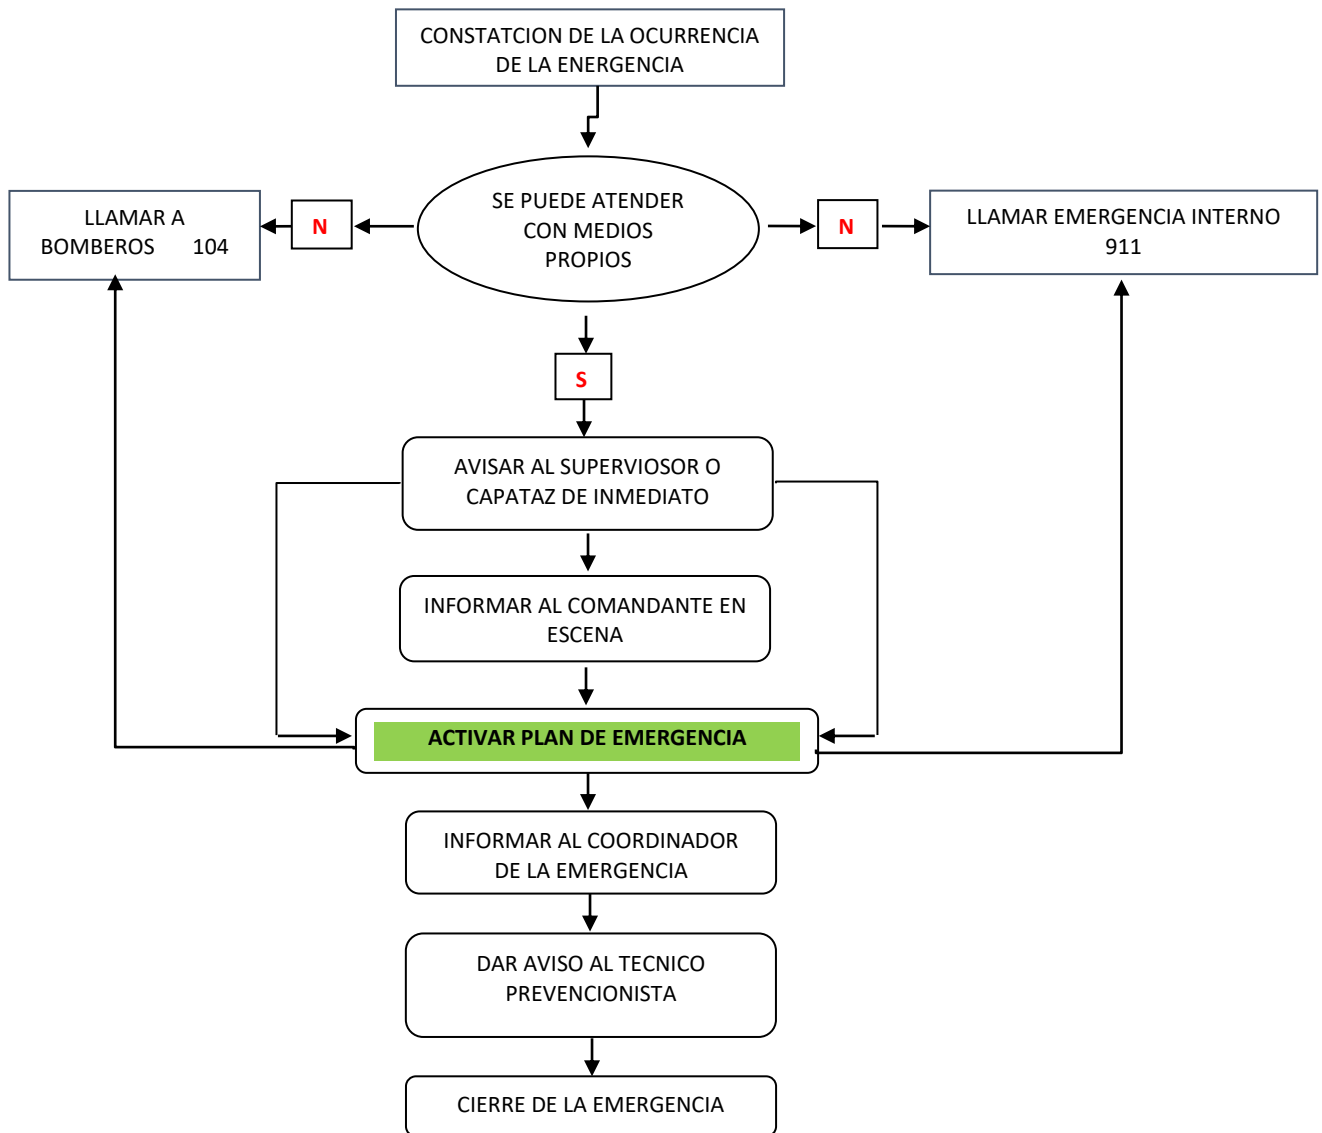 CONSTATCION DE LA OCURRENCIA
DE LA ENERGENCIA
LLAMAR A
BOMBEROS 104
N
SE PUEDE ATENDER
CON MEDIOS
PROPIOS
N
LLAMAR EMERGENCIA INTERNO
911
S
AVISAR AL SUPERVIOSOR O
CAPATAZ DE INMEDIATO
INFORMAR AL COMANDANTE EN
ESCENA
ACTIVAR PLAN DE EMERGENCIA
INFORMAR AL COORDINADOR
DE LA EMERGENCIA
DAR AVISO AL TECNICO
PREVENCIONISTA
CIERRE DE LA EMERGENCIA